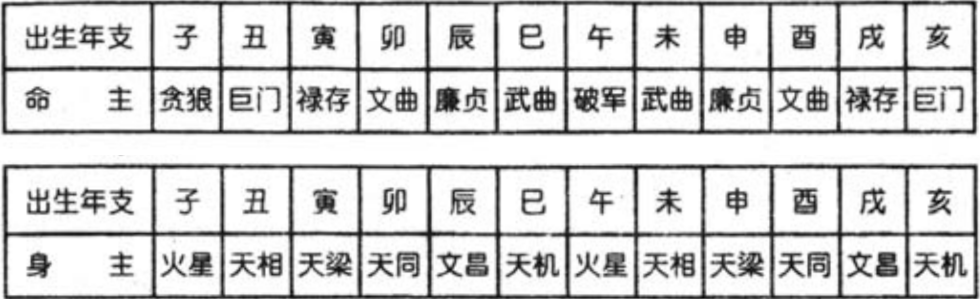 出生年支 子 丑 寅 卯 辰 巳 午 未 申 酉 戌 亥
命主 贪狼 巨门 禄存 文曲 廉贞 武曲 破军 武曲 廉贞 文曲 禄存 巨门
出生年支 子 丑 寅 卯 辰 巳 午 未 申 酉 戌 亥
身主 火星 天相 天梁 天同 文昌 天机 火星 天相 天梁 天同 文昌 天机